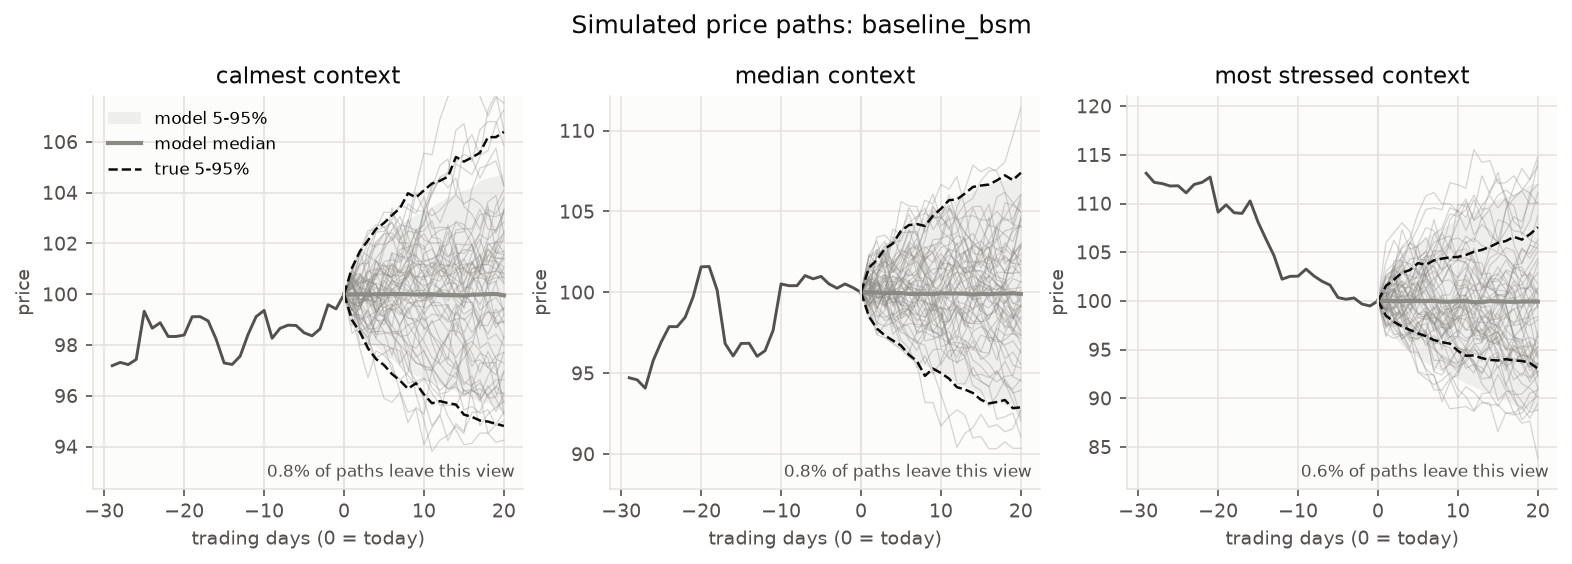 Simulated price paths: baseline_bsm
calmest context
median context
most stressed context
model 5-95%
model median
true 5-95%
106
104
102
100
98
96
94
price
−30
−20
−10
0
10
20
trading days (0 = today)
0.8% of paths leave this view
110
105
100
95
90
price
−30
−20
−10
0
10
20
trading days (0 = today)
0.8% of paths leave this view
120
115
110
105
100
95
90
85
price
−30
−20
−10
0
10
20
trading days (0 = today)
0.6% of paths leave this view